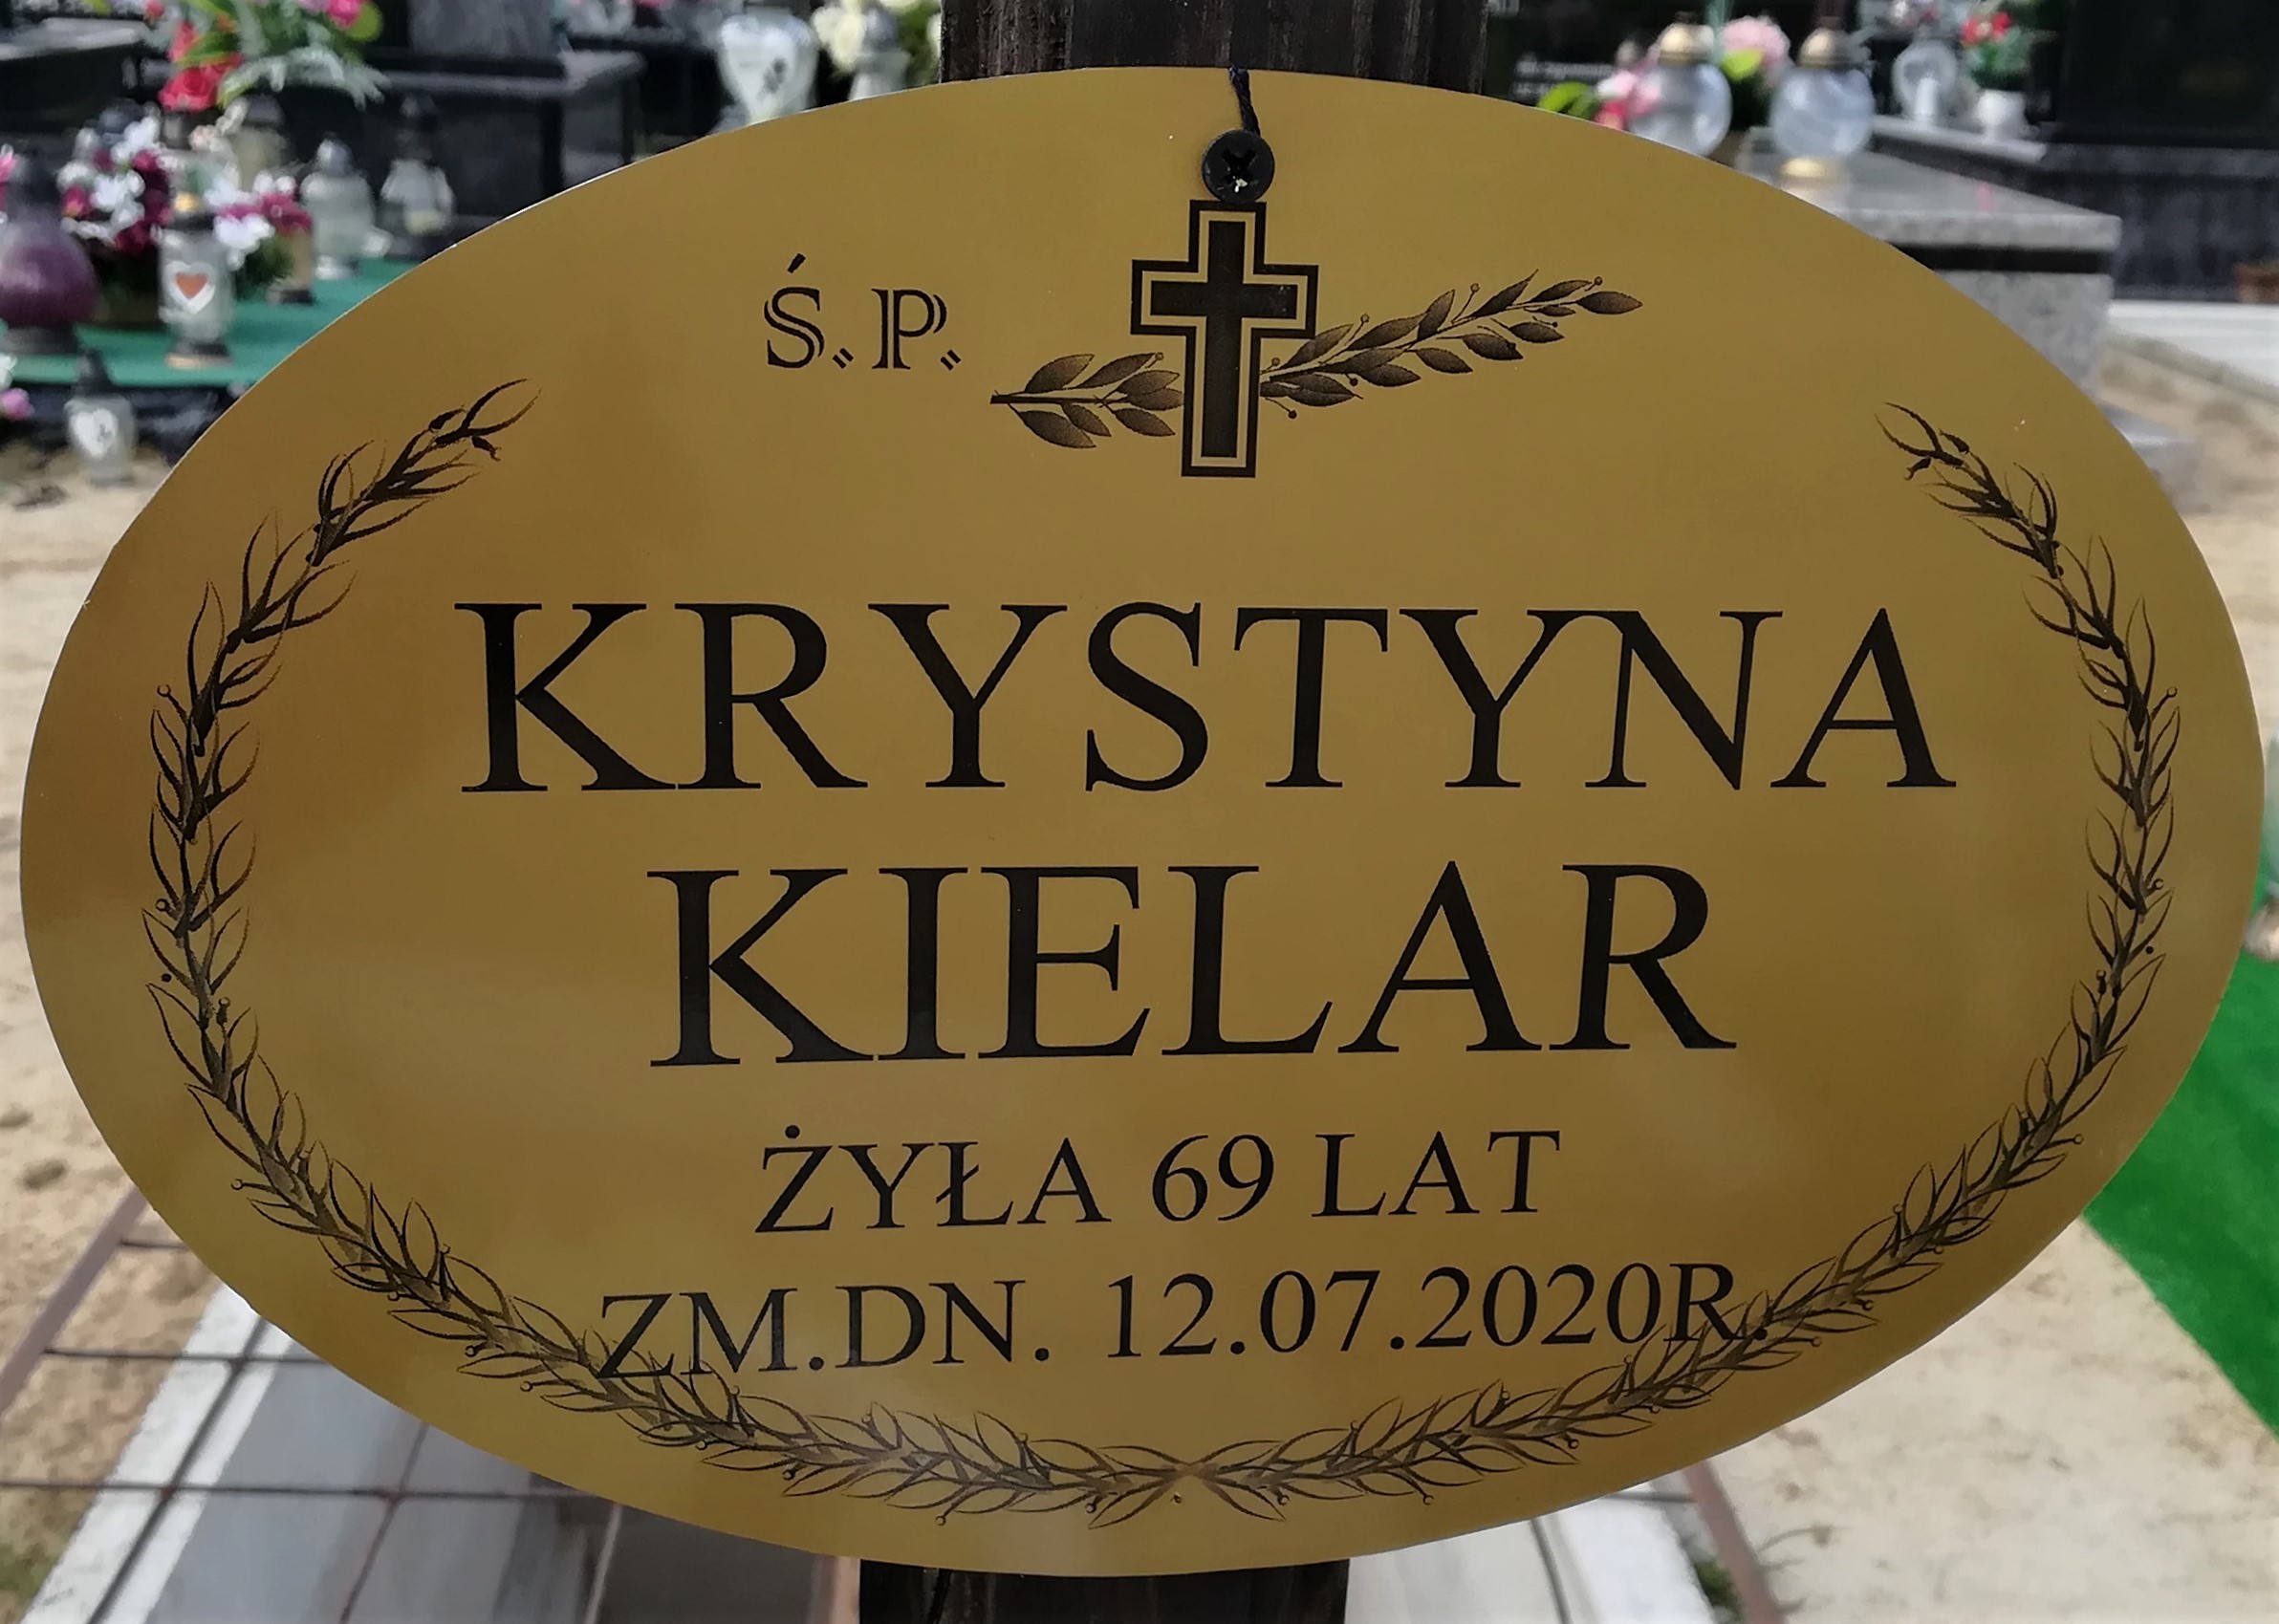 Ś.P.
KRYSTYNA
KIELAR
ŻYŁA 69 LAT
ZM.DN. 12.07.2020R.